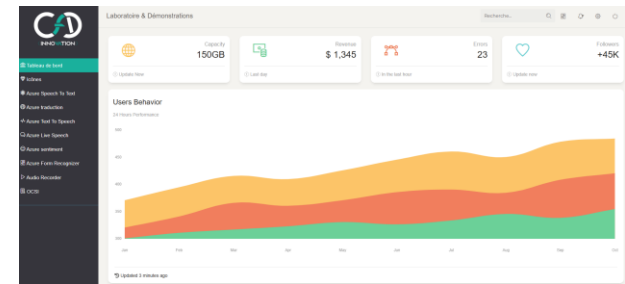 CAD
INNOVATION
Tableau de bord
Icônes
Azure Speech To Text
Azure traduction
Azure Text To Speech
Azure Live Speech
Azure sentiment
Azure Form Recognizer
Audio Recorder
CICSI
Laboratoire & Démonstrations
Recherche...
Capacity
150GB
Update Now
Revenue
$ 1,345
Last day
Errors
23
In the last hour
Followers
+45K
Update now
Users Behavior
24 Hours Performance
Jan Feb Mar Apr May Jun Jul Aug Sep Oct
Updated 3 minutes ago